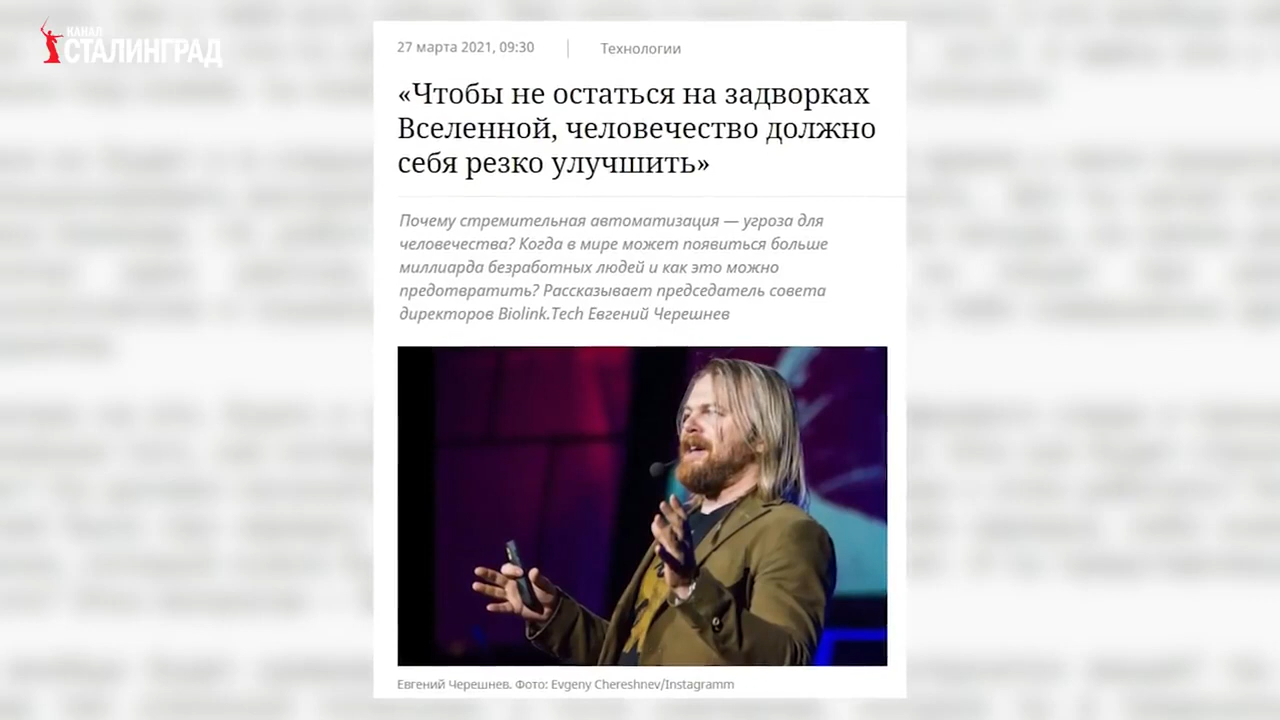 КАНАЛ
СТАЛИНГРАД
27 марта 2021, 09:30
Технологии
«Чтобы не остаться на задворках
Вселенной, человечество должно
себя резко улучшить»
Почему стремительная автоматизация — угроза для
человечества? Когда в мире может появиться больше
миллиарда безработных людей и как это можно
предотвратить? Рассказывает председатель совета
директоров Biolink.Tech Евгений Черешнев
Евгений Черешнев. Фото: Evgeny Chereshnev/Instagramm